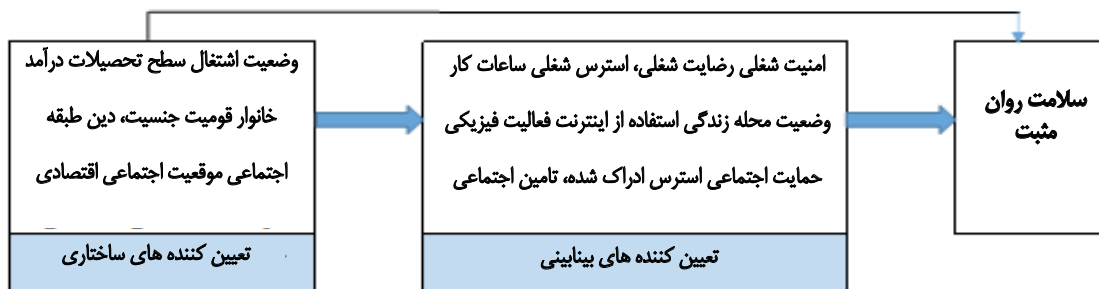 وضعیت اشتغال سطح تحصیلات درآمد
خانوار قومیت جنسیت، دین طبقه
اجتماعی موقعیت اجتماعی اقتصادی
تعیین کننده های ساختاری
امنیت شغلی رضایت شغلی، استرس شغلی ساعات کار
وضعیت محله زندگی استفاده از اینترنت فعالیت فیزیکی
حمایت اجتماعی استرس ادراک شده، تامین اجتماعی
تعیین کننده های بینابینی
سلامت روان
مثبت